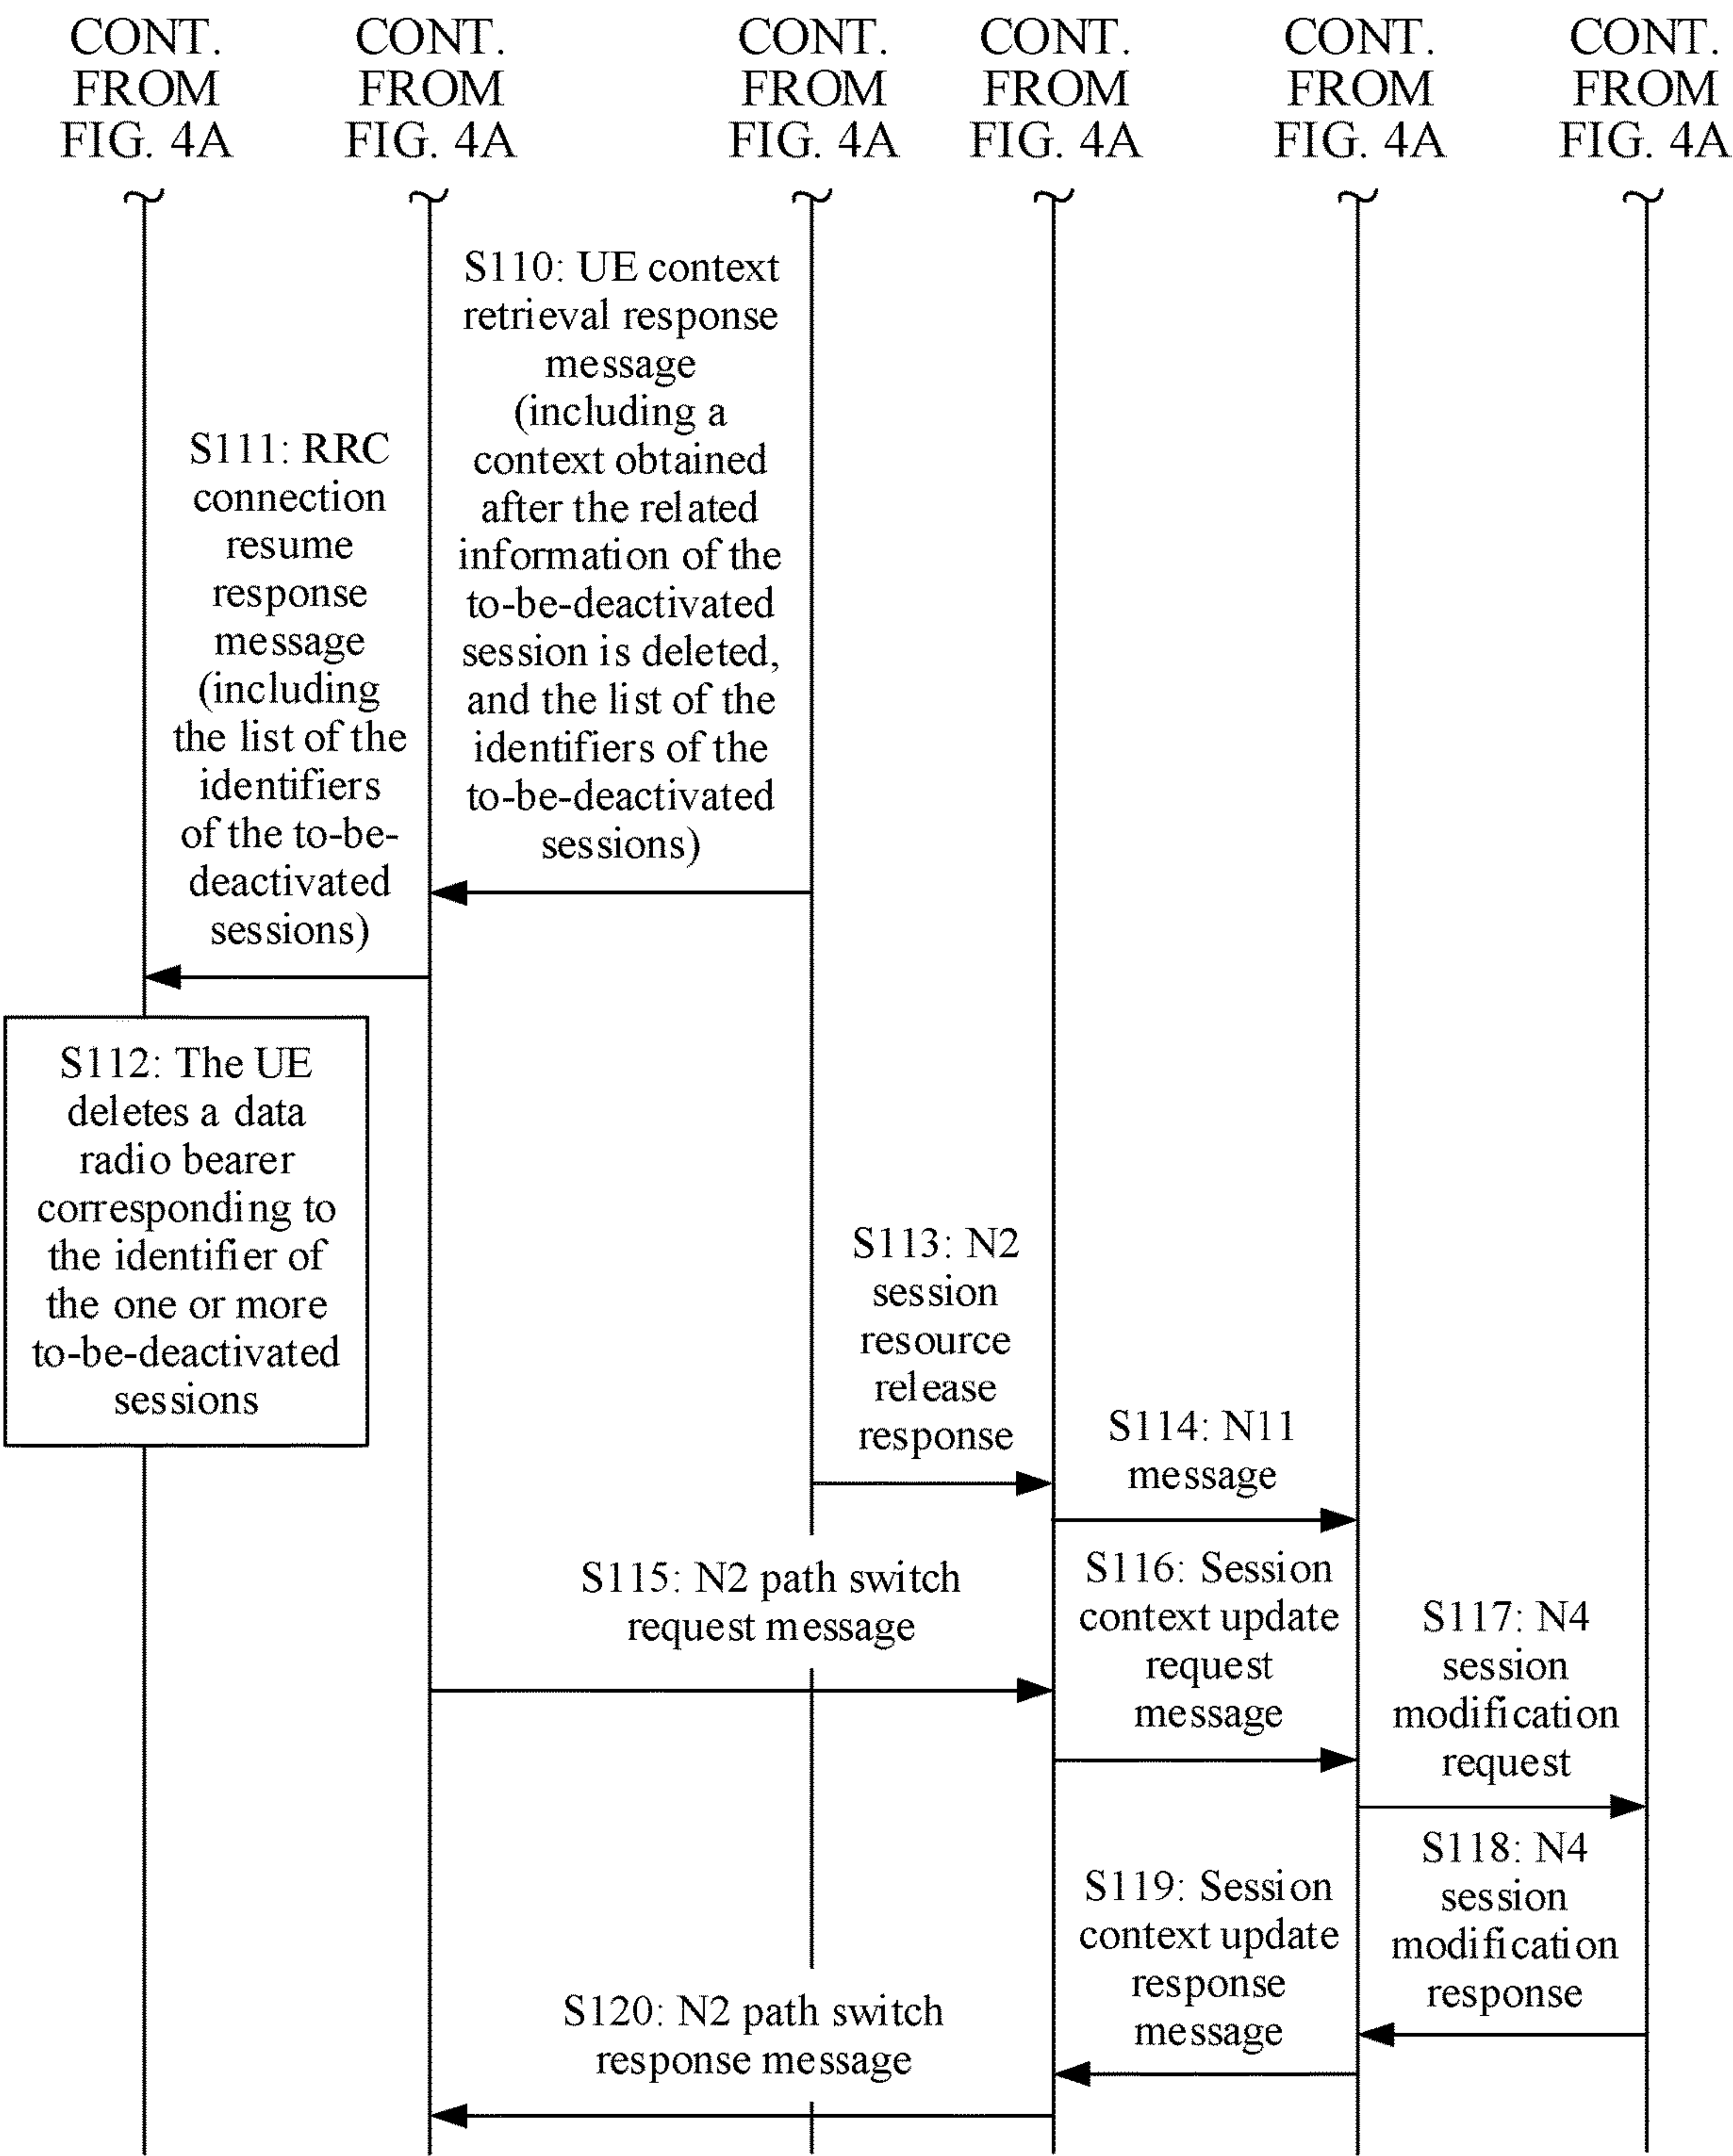 CONT.
FROM
FIG. 4A
CONT.
FROM
FIG. 4A
CONT.
FROM
FIG. 4A
CONT.
FROM
FIG. 4A
CONT.
FROM
FIG. 4A
CONT.
FROM
FIG. 4A
S110: UE context
retrieval response
message
(including a
context obtained
after the related
information of the
to-be-deactivated
session is deleted,
and the list of the
identifiers of the
to-be-deactivated
sessions)
S111: RRC
connection
resume
response
message
(including
the list of the
identifiers
of the to-be-
deactivated
sessions)
S112: The UE
deletes a data
radio bearer
corresponding to
the identifier of
the one or more
to-be-deactivated
sessions
S113: N2
session
resource
release
response
S114: N11
message
S115: N2 path switch
request message
S116: Session
context update
request
message
S117: N4
session
modification
request
S118: N4
session
modification
response
S119: Session
context update
response
message
S120: N2 path switch
response message